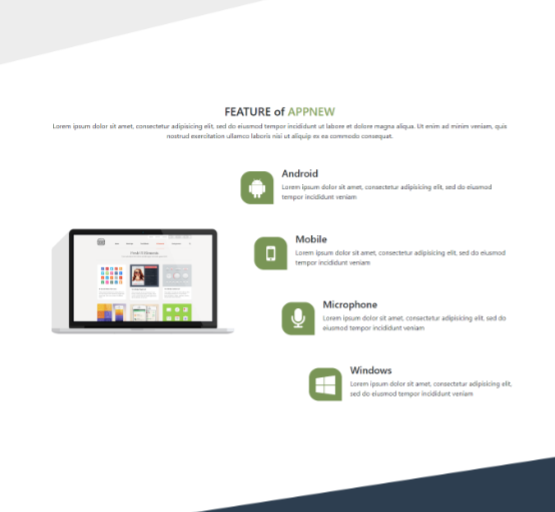 FEATURE of APPNEW
Lorem ipsum dolor sit amet, consectetur adipisicing elit, sed do eiusmod tempor incididunt ut labore et dolore magna aliqua. Ut enim ad minim veniam, quis
nostrud exercitation ullamco laboris nisi ut aliquip ex ea commodo consequat.
Android
Lorem ipsum dolor sit amet, consectetur adipisicing elit, sed do eiusmod
tempor incididunt veniam
Mobile
Lorem ipsum dolor sit amet, consectetur adipisicing elit, sed do eiusmod
tempor incididunt veniam
Microphone
Lorem ipsum dolor sit amet, consectetur adipisicing elit, sed do
eiusmod tempor incididunt veniam
Windows
Lorem ipsum dolor sit amet, consectetur adipisicing elit,
sed do eiusmod tempor incididunt veniam